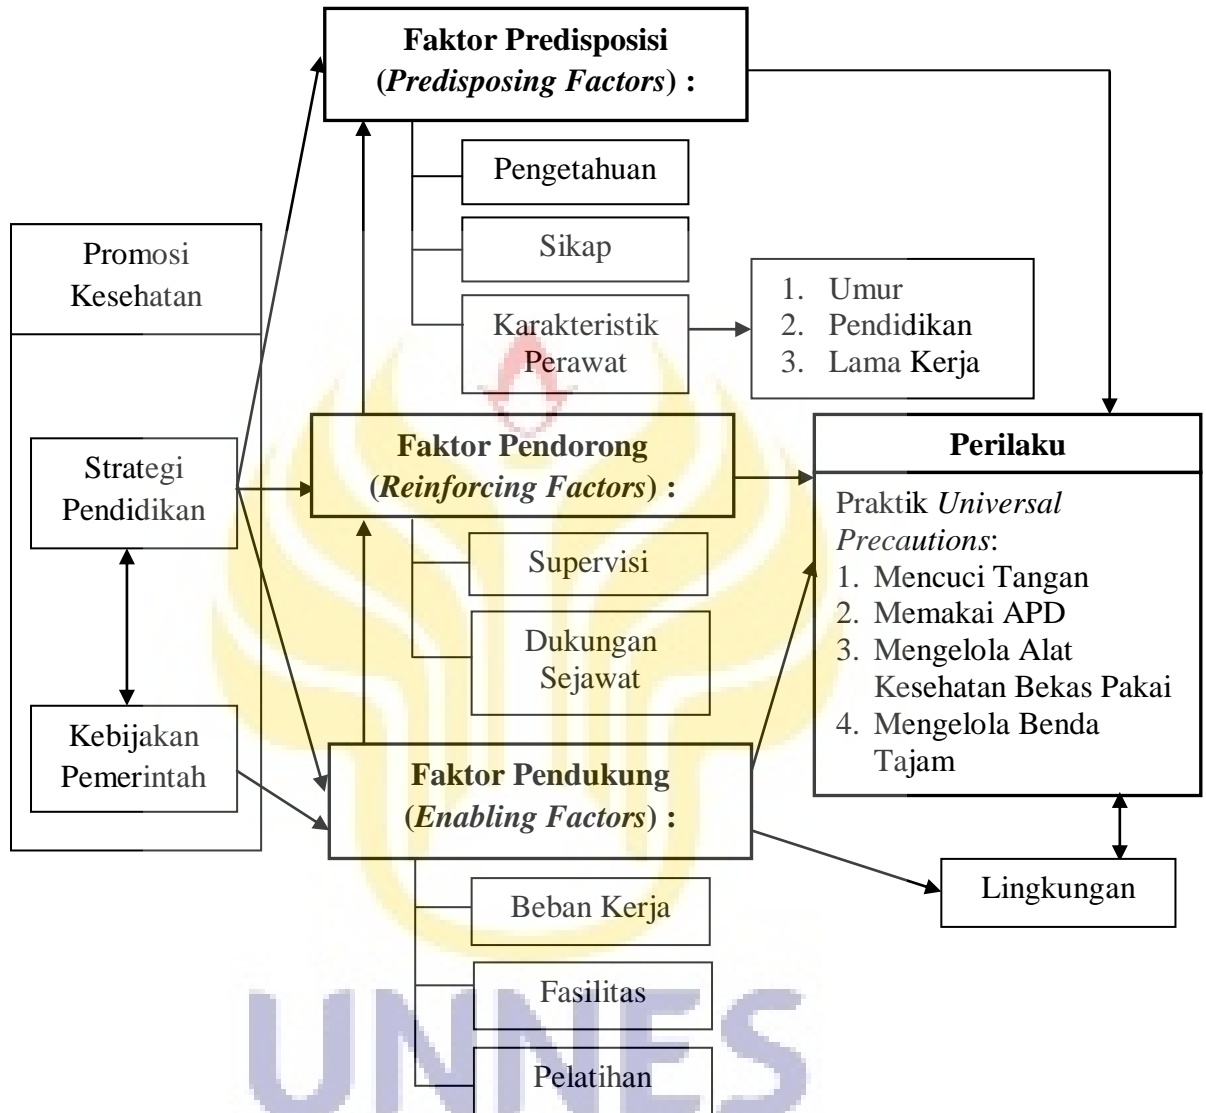 Faktor Predisposisi
(Predisposing Factors) :
Pengetahuan
Sikap
Karakteristik
Perawat
1. Umur
2. Pendidikan
3. Lama Kerja
Promosi
Kesehatan
Strategi
Pendidikan
Kebijakan
Pemerintah
Faktor Pendorong
(Reinforcing Factors) :
Supervisi
Dukungan
Sejawat
Faktor Pendukung
(Enabling Factors) :
Beban Kerja
Fasilitas
Pelatihan
Perilaku
Praktik Universal
Precautions:
1. Mencuci Tangan
2. Memakai APD
3. Mengelola Alat
Kesehatan Bekas Pakai
4. Mengelola Benda
Tajam
Lingkungan
UNNES